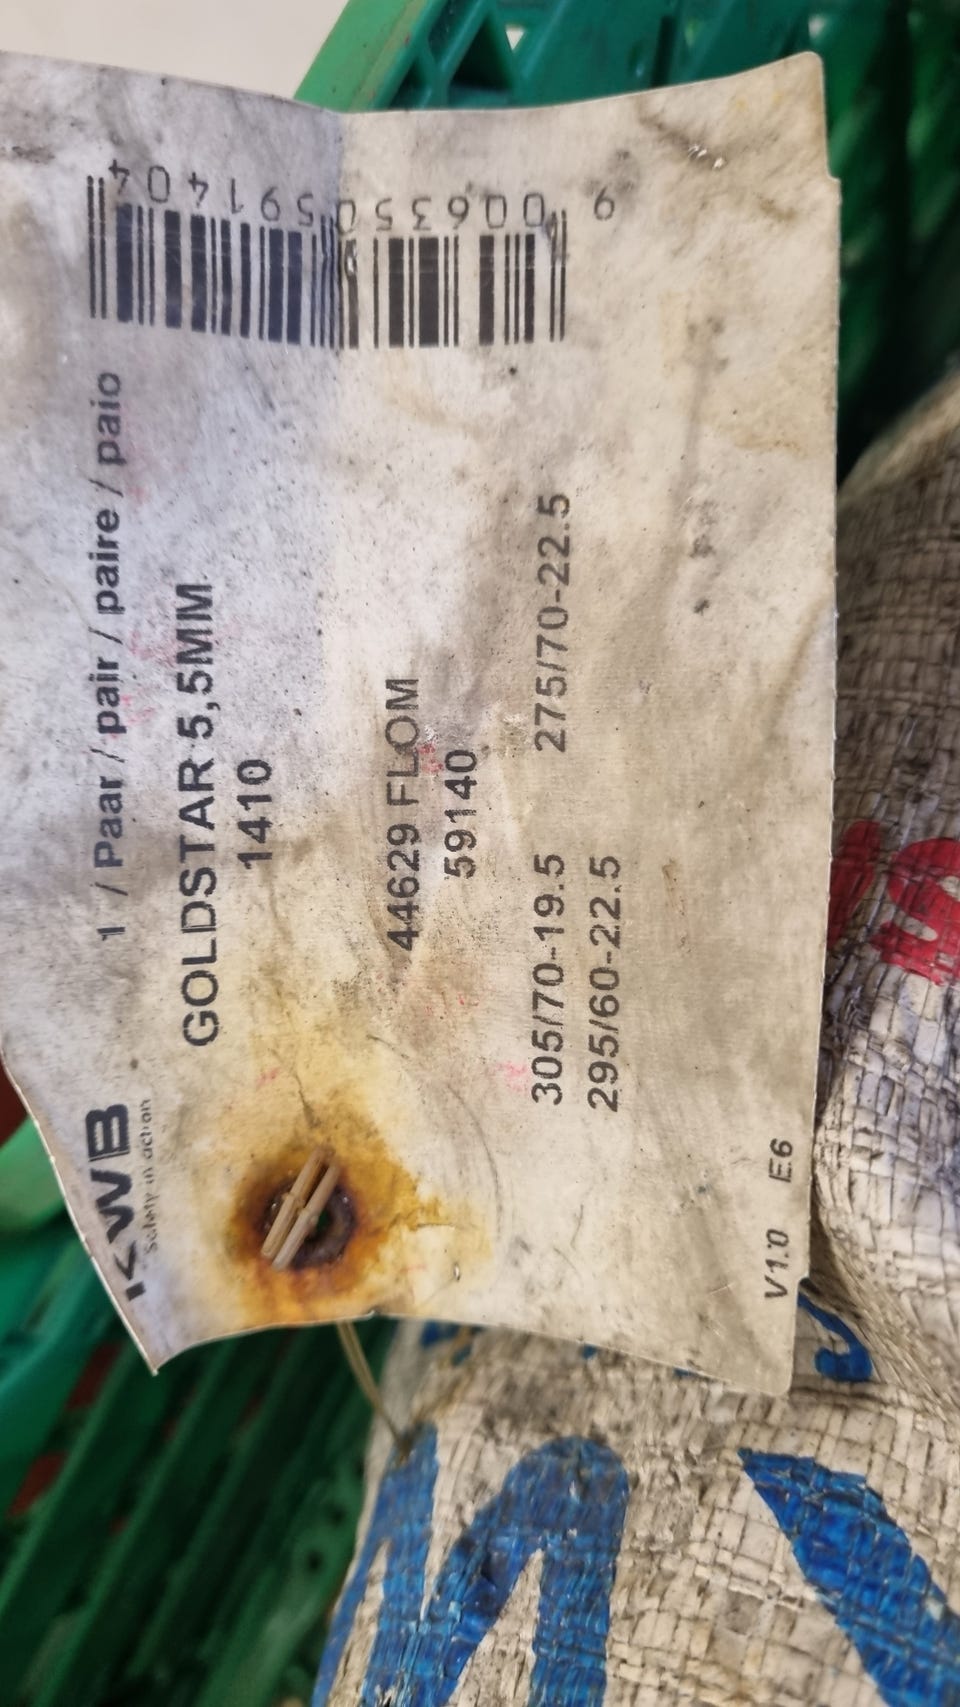 KWB
Safety in action
1 / Paar / pair / paire / paio
GOLDSTAR 5,5MM
1410
44629 FLOM
59140
305/70-19.5 275/70-22.5
295/60-22.5
V1.0 E6
9 006350 591404